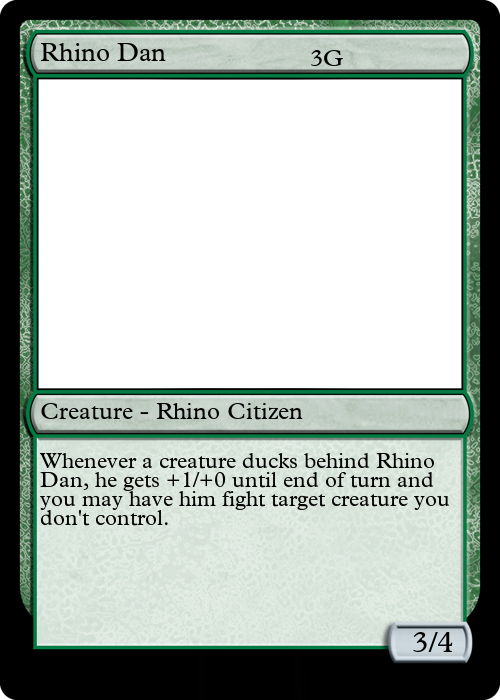 Rhino Dan 3G
Creature - Rhino Citizen
Whenever a creature ducks behind Rhino
Dan, he gets +1/+0 until end of turn and
you may have him fight target creature you
don't control.
3/4